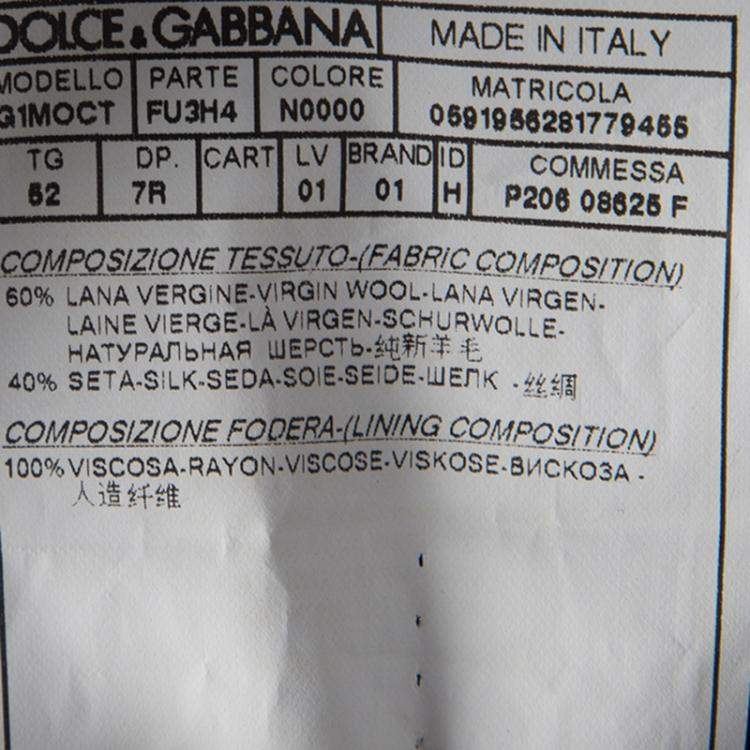 DOLCE & GABBANA MADE IN ITALY
MODELLO PARTE COLORE MATRICOLA
G1MOCT FU3H4 N0000 0591956281779455
TG DP. CART LV BRAND ID COMMESSA
52 7R 01 01 H P206 08625 F
COMPOSIZIONE TESSUTO-(FABRIC COMPOSITION)
60% LANA VERGINE-VIRGIN WOOL-LANA VIRGEN-
LAINE VIERGE-LÀ VIRGEN-SCHURWOLLE-
НАТУРАЛЬНАЯ ШЕРСТЬ-纯新羊毛
40% SETA-SILK-SEDA-SOIE-SEIDE-ШЕЛК -丝绸
COMPOSIZIONE FODERA-(LINING COMPOSITION)
100% VISCOSA-RAYON-VISCOSE-VISKOSE-ВИСКОЗА -
人造纤维